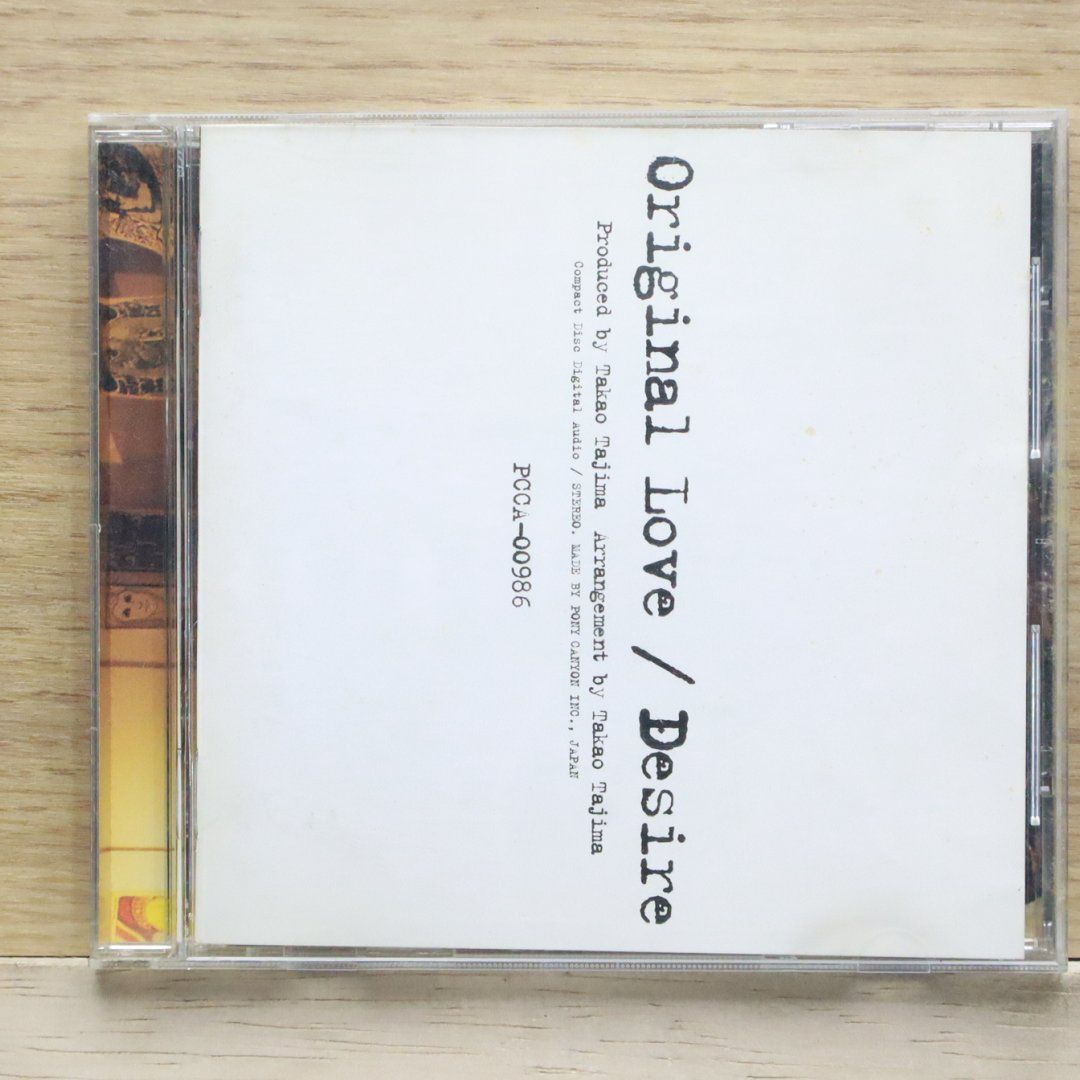 Original Love / Desire
Produced by Takao Tajima Arrangement by Takao Tajima
Compact Disc Digital Audio / STEREO. MADE BY PONY CANYON INC., JAPAN
PCCA-00986